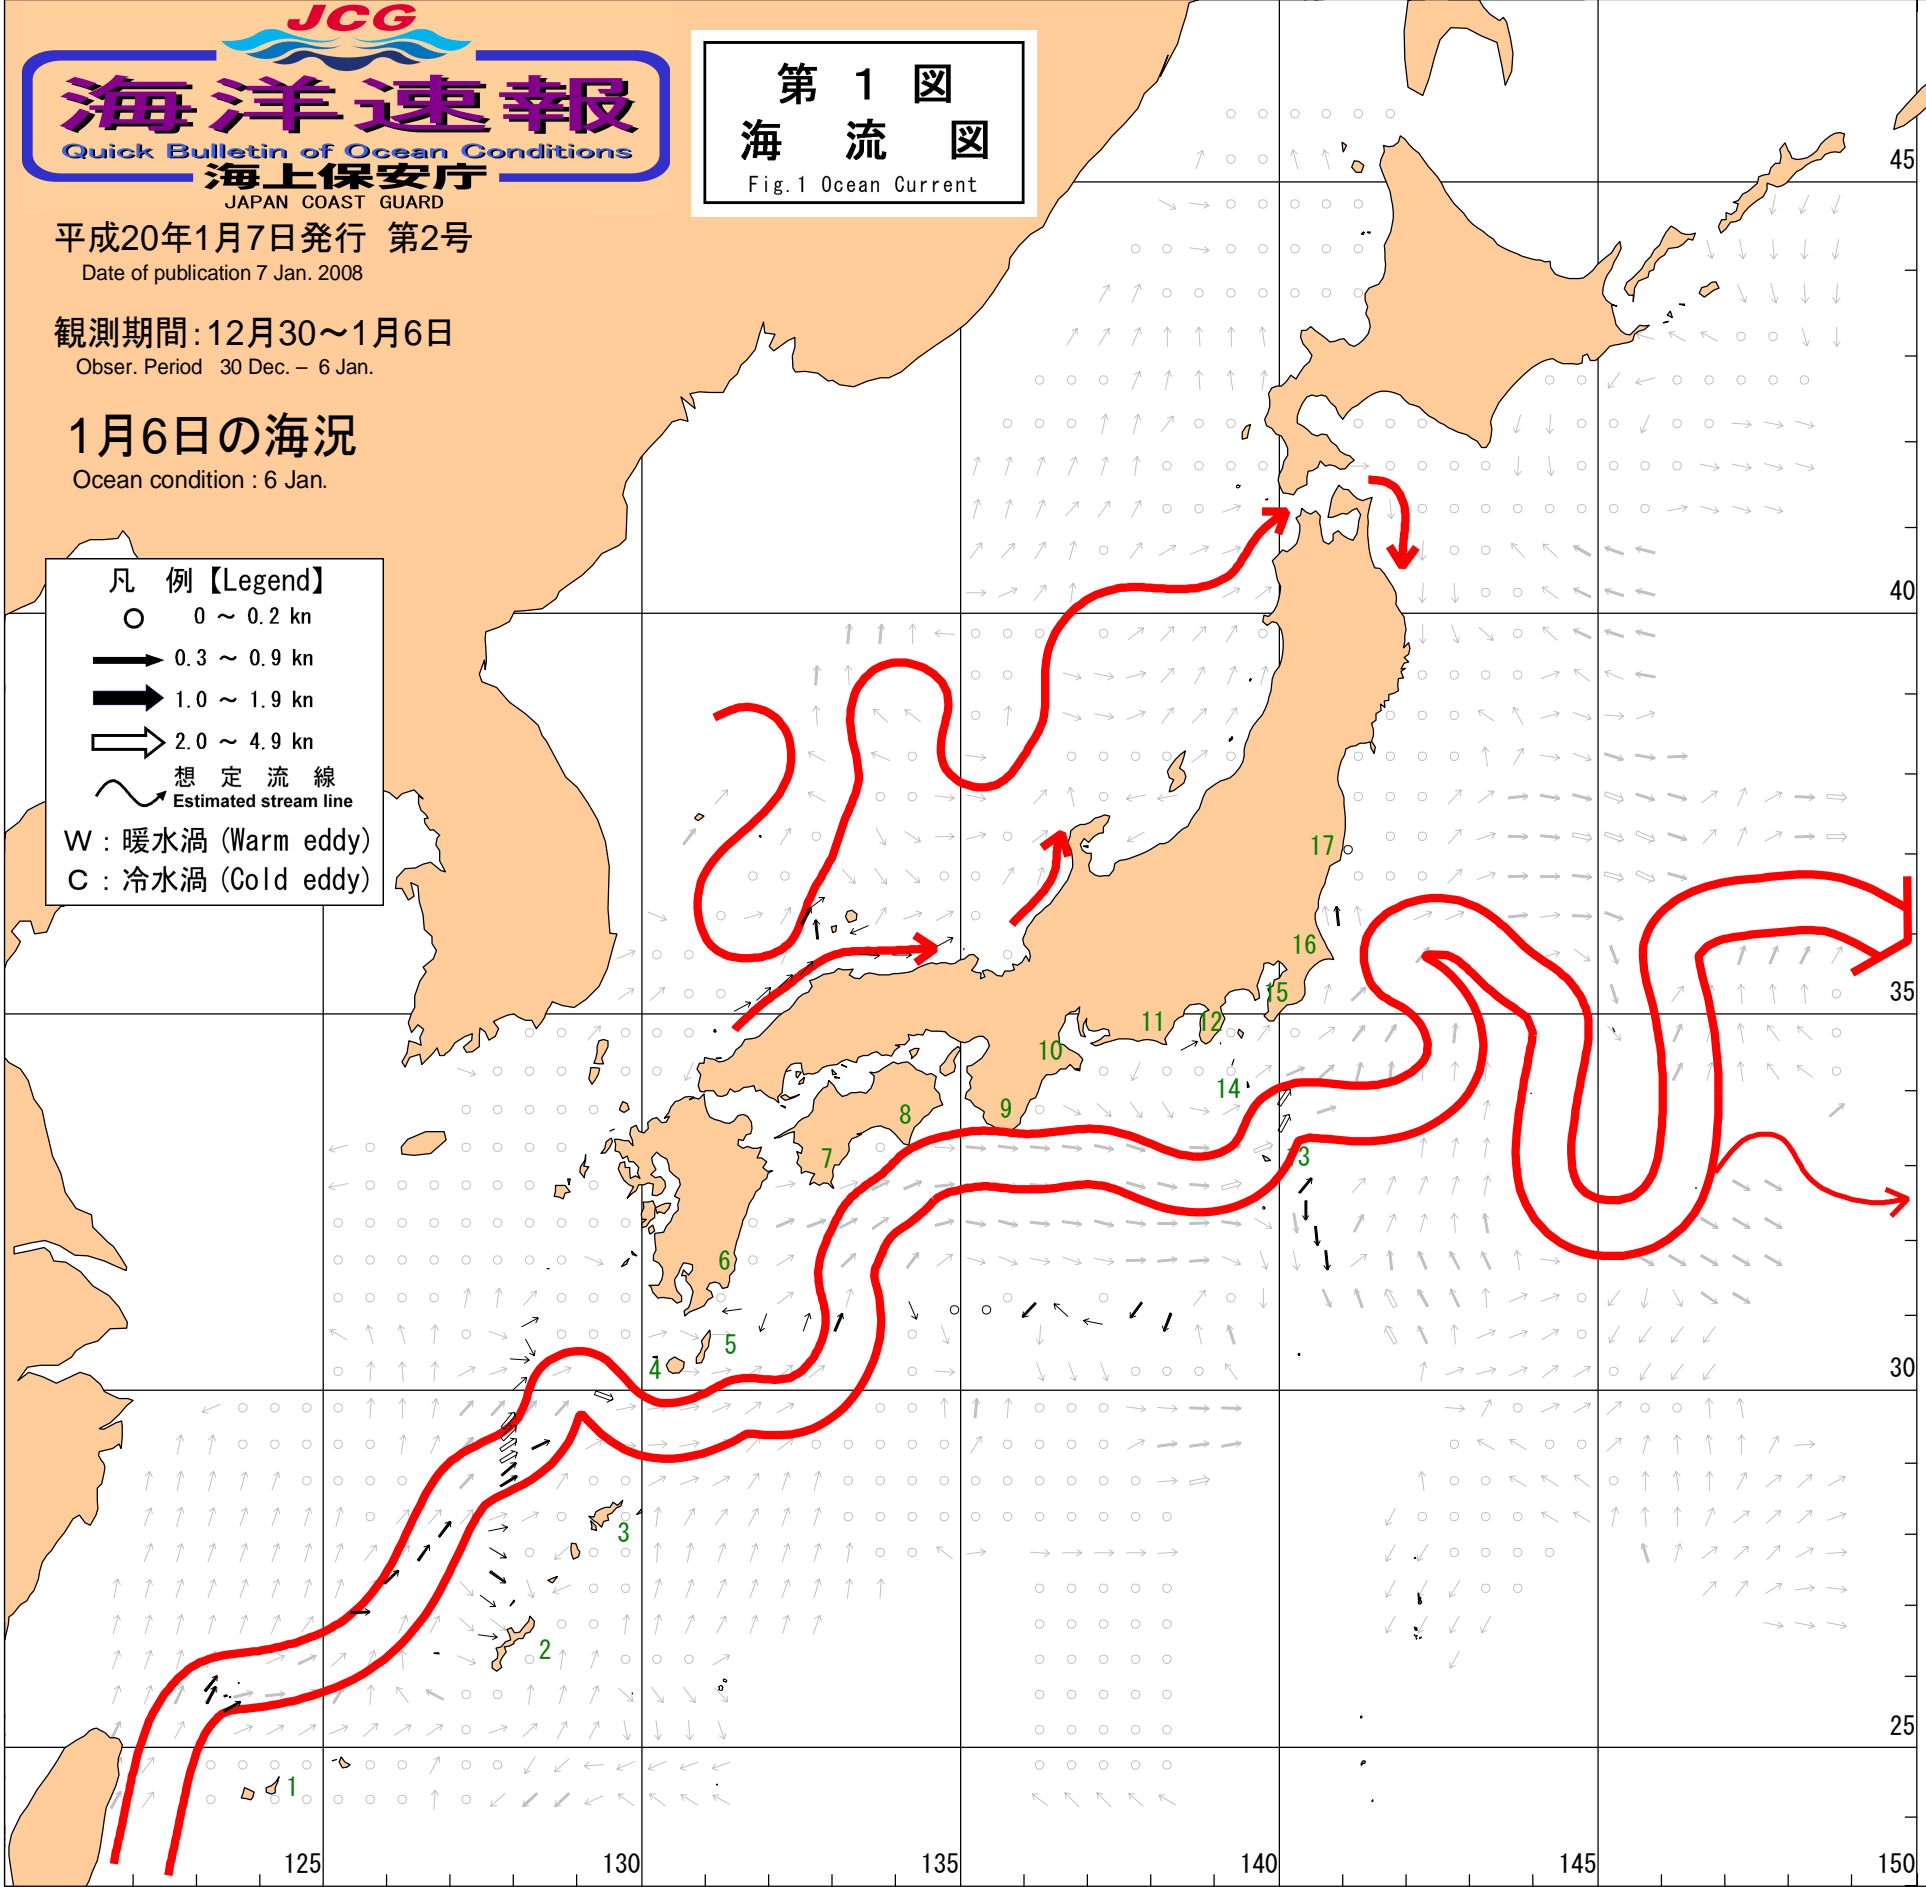 JCG
海洋速報
Quick Bulletin of Ocean Conditions
海上保安庁
JAPAN COAST GUARD
平成20年1月7日発行 第2号
Date of publication 7 Jan. 2008
観測期間:12月30～1月6日
Obser. Period 30 Dec. – 6 Jan.
1月6日の海況
Ocean condition : 6 Jan.
第 1 図
海 流 図
Fig.1 Ocean Current
凡 例【Legend】
0 ～ 0.2 kn
0.3 ～ 0.9 kn
1.0 ～ 1.9 kn
2.0 ～ 4.9 kn
想 定 流 線
Estimated stream line
W : 暖水渦 (Warm eddy)
C : 冷水渦 (Cold eddy)
45
40
17
16
35
15
12
11
10
14
9
8
7
13
6
5
4
30
3
2
25
1
125
130
135
140
145
150